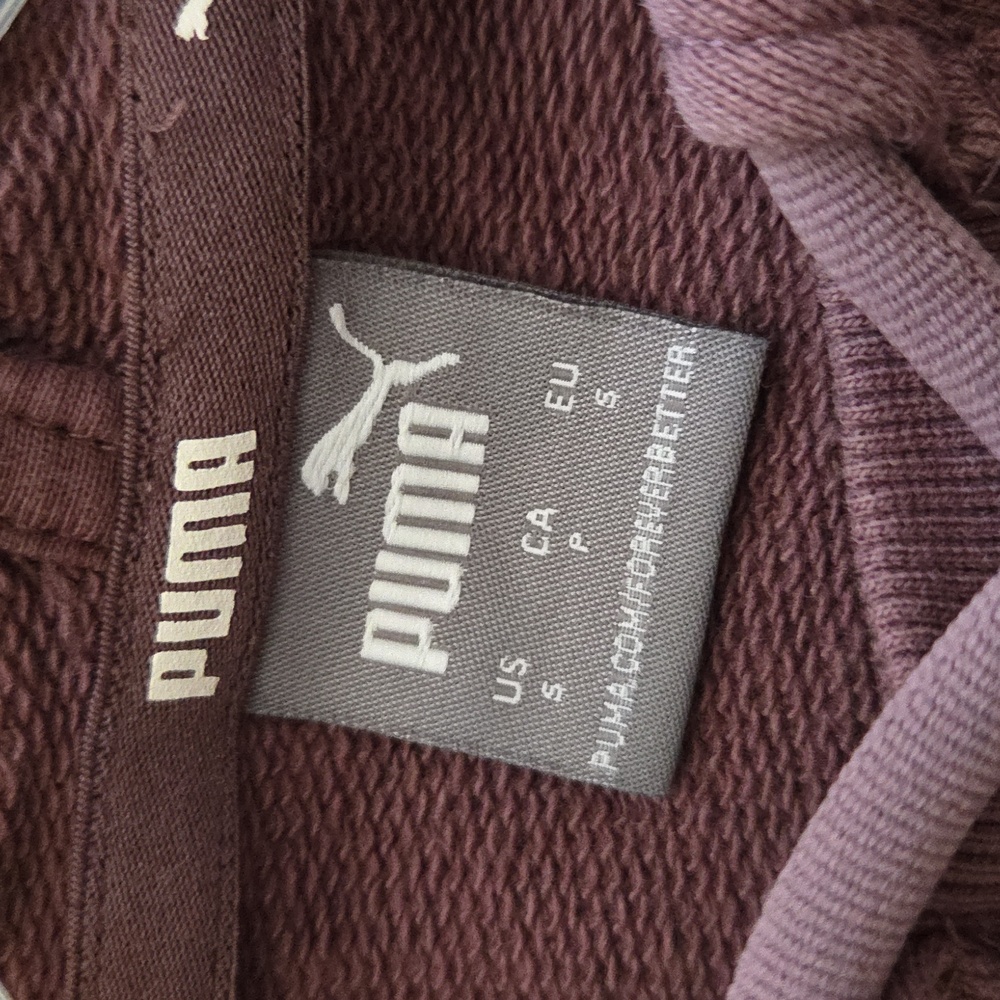 PUMA
PUMA
US CA EU
S P S
PUMA.COM/FOREVERBETTER